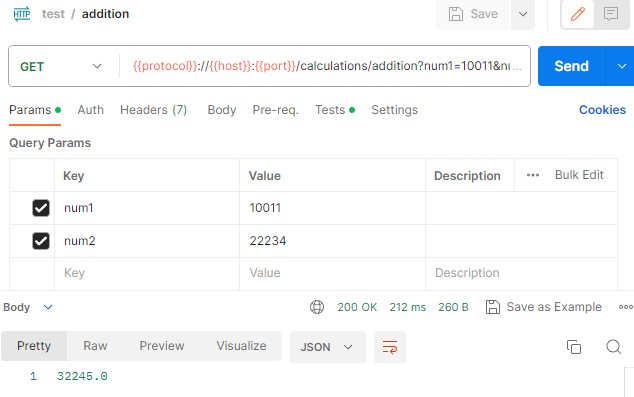 HTTP test / addition Save
GET {{protocol}}://{{host}}:{{port}}/calculations/addition?num1=10011&nu... Send
Params Auth Headers (7) Body Pre-req. Tests Settings Cookies
Query Params
Key Value Description Bulk Edit
num1 10011
num2 22234
Key Value Description
Body 200 OK 212 ms 260 B Save as Example
Pretty Raw Preview Visualize JSON
1 32245.0